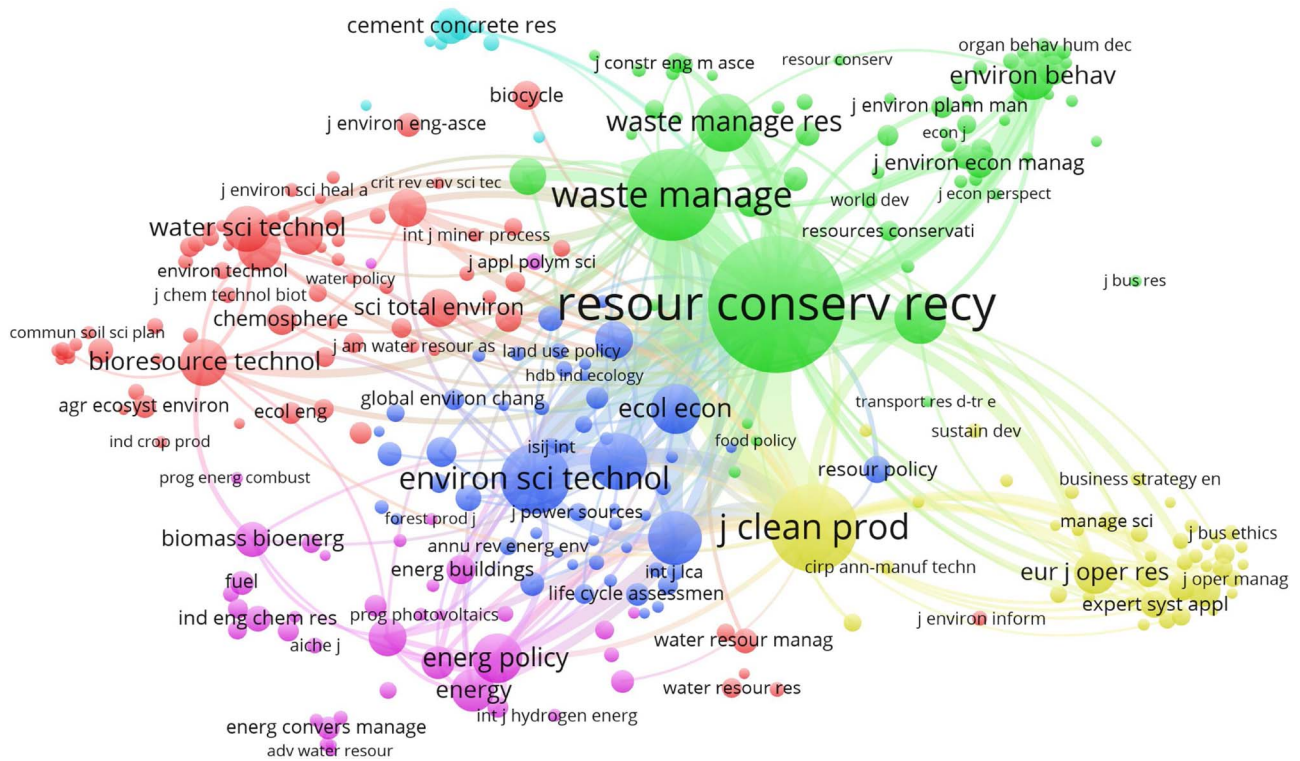 cement concrete res
organ behav hum dec
j constr eng m asce
resour conserv
environ behav
biocycle
j environ plann man
j environ eng-asce
waste manage res
econ j
j environ econ manag
j environ sci heal a
crit rev env sci tec
waste manage
j econ perspect
world dev
water sci technol
int j miner process
resources conservati
environ technol
water policy
j appl polym sci
j bus res
j chem technol biot
chemosphere
sci total environ
resour conserv recy
commun soil sci plan
bioresource technol
j am water resour as
land use policy
hdb ind ecology
agr ecosyst environ
ecol eng
global environ chang
ecol econ
transport res d-tr e
ind crop prod
isij int
food policy
sustain dev
prog energ combust
environ sci technol
resour policy
business strategy en
forest prod j
j power sources
j clean prod
manage sci
j bus ethics
biomass bioenerg
annu rev energ env
energ buildings
int j lca
cirp ann-manuf techn
eur j oper res
j oper manag
fuel
life cycle assessmen
expert syst appl
ind eng chem res
prog photovoltaics
j environ inform
aiche j
energ policy
water resour manag
energy
water resour res
int j hydrogen energ
energ convers manage
adv water resour